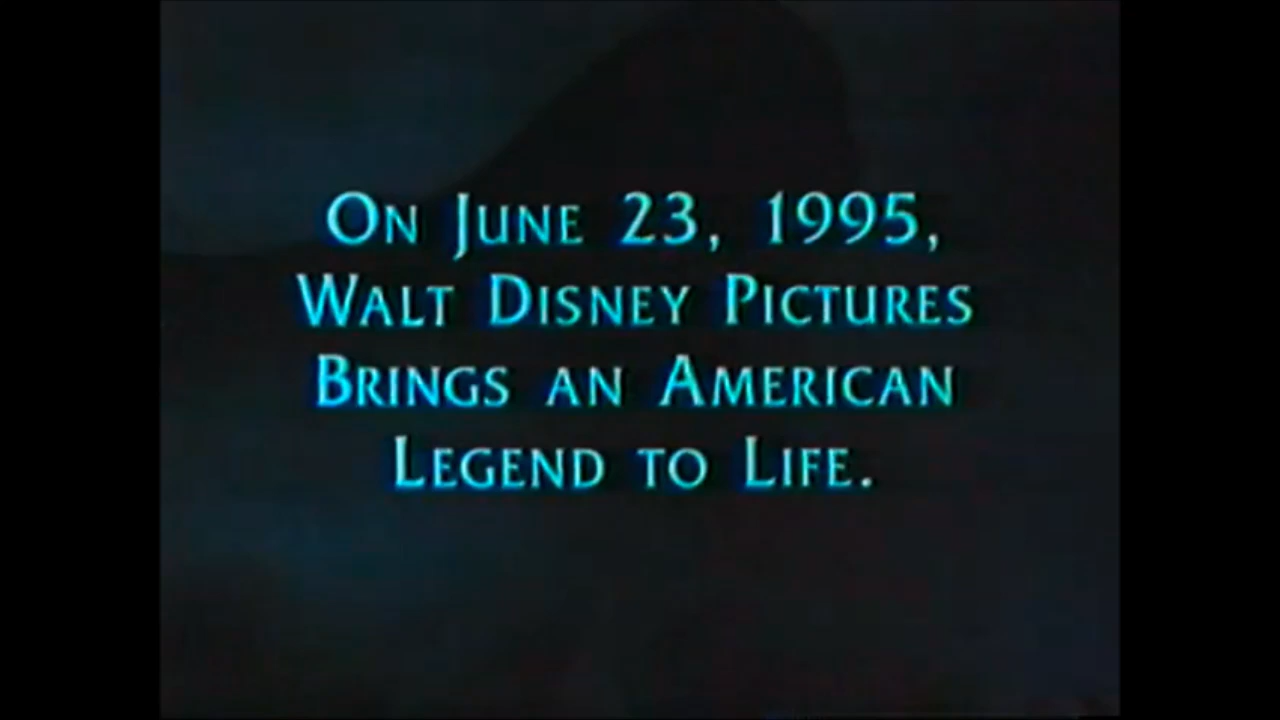 On June 23, 1995,
Walt Disney Pictures
Brings an American
Legend to Life.